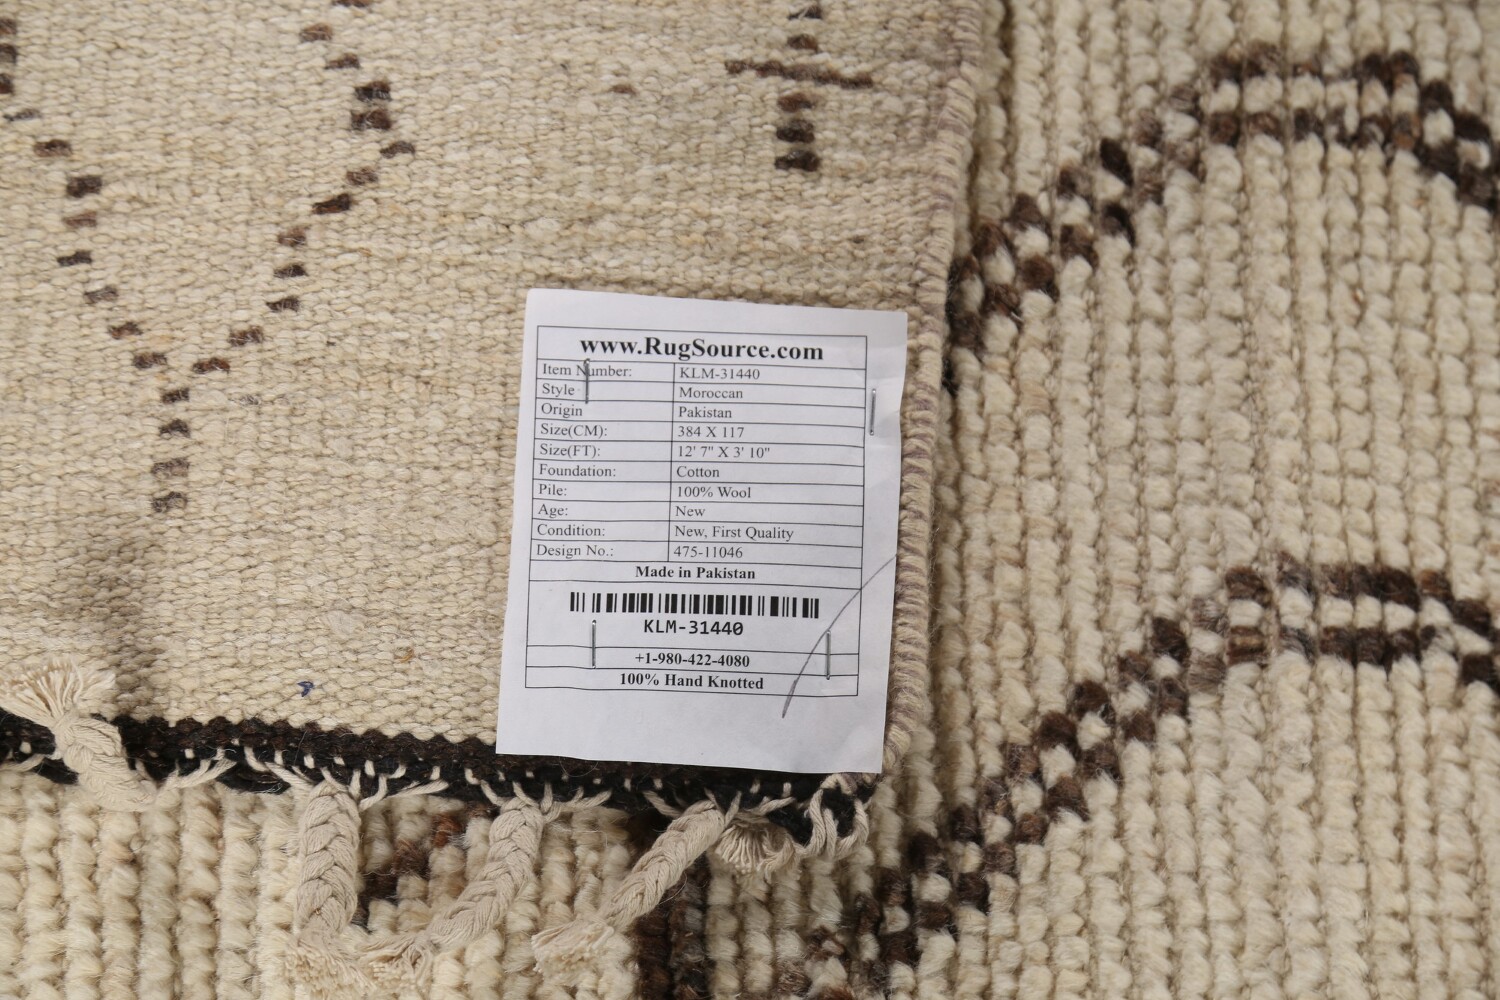 www.RugSource.com
Item Number: KLM-31440
Style Moroccan
Origin Pakistan
Size(CM): 384 X 117
Size(FT): 12' 7" X 3' 10"
Foundation: Cotton
Pile: 100% Wool
Age: New
Condition: New, First Quality
Design No.: 475-11046
Made in Pakistan
KLM-31440
+1-980-422-4080
100% Hand Knotted